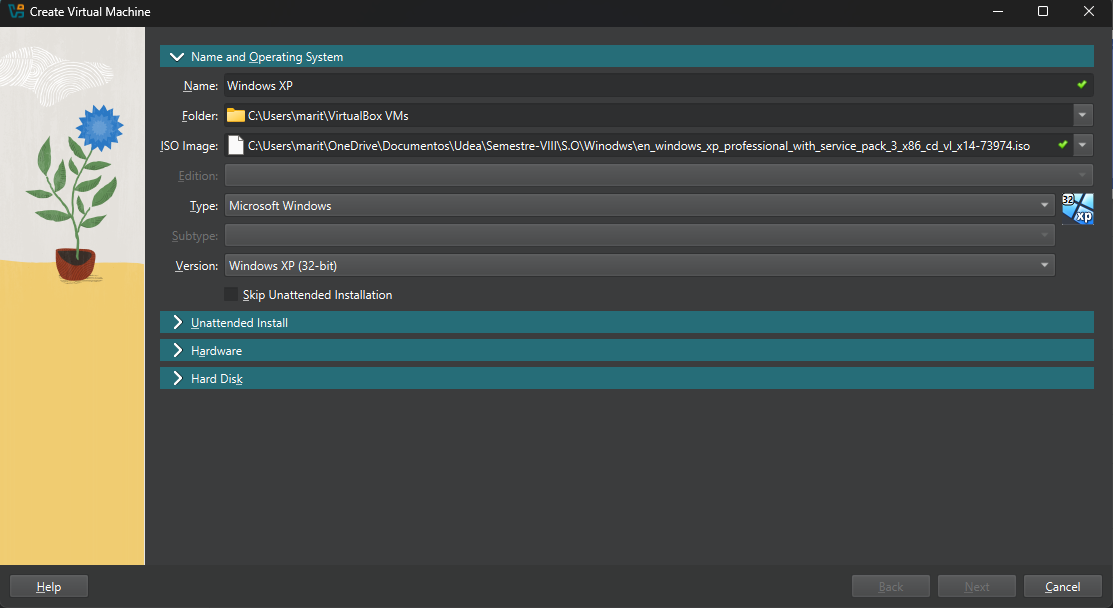 Create Virtual Machine
Name and Operating System
Name: Windows XP
Folder: C:\Users\marit\VirtualBox VMs
ISO Image: C:\Users\marit\OneDrive\Documentos\Udea\Semestre-VIII\S.O\Winodws\en_windows_xp_professional_with_service_pack_3_x86_cd_vl_x14-73974.iso
Edition:
Type: Microsoft Windows
32 xp
Subtype:
Version: Windows XP (32-bit)
Skip Unattended Installation
Unattended Install
Hardware
Hard Disk
Help Back Next Cancel